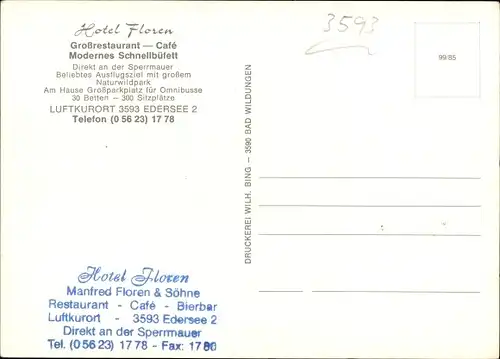 Hotel Floren
Großrestaurant — Café
Modernes Schnellbüfett
Direkt an der Sperrmauer
Beliebtes Ausflugsziel mit großem
Naturwildpark
Am Hause Großparkplatz für Omnibusse
30 Betten — 300 Sitzplätze
LUFTKURORT 3593 EDERSEE 2
Telefon (0 56 23) 17 78
3593
99/85
DRUCKEREI WILH. BING — 3590 BAD WILDUNGEN
Hotel Floren
Manfred Floren & Söhne
Restaurant - Café - Bierbar
Luftkurort - 3593 Edersee 2
Direkt an der Sperrmauer
Tel. (0 56 23) 17 78 - Fax: 17